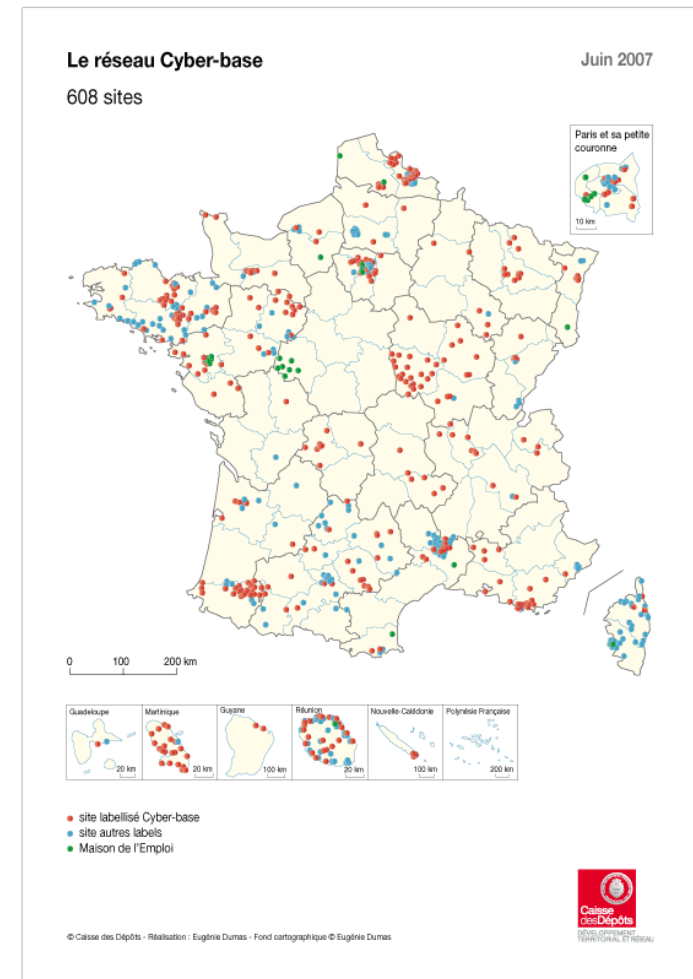 Le réseau Cyber-base
Juin 2007
608 sites
Paris et sa petite
couronne
10 km
0 100 200 km
Guadeloupe
20 km
Martinique
20 km
Guyane
100 km
Réunion
20 km
Nouvelle-Calédonie
100 km
Polynésie Française
200 km
site labellisé Cyber-base
site autres labels
Maison de l'Emploi
Caisse
desDépôts
DÉVELOPPEMENT
TERRITORIAL ET RÉSEAU
© Caisse des Dépôts - Réalisation : Eugénie Dumas - Fond cartographique © Eugénie Dumas